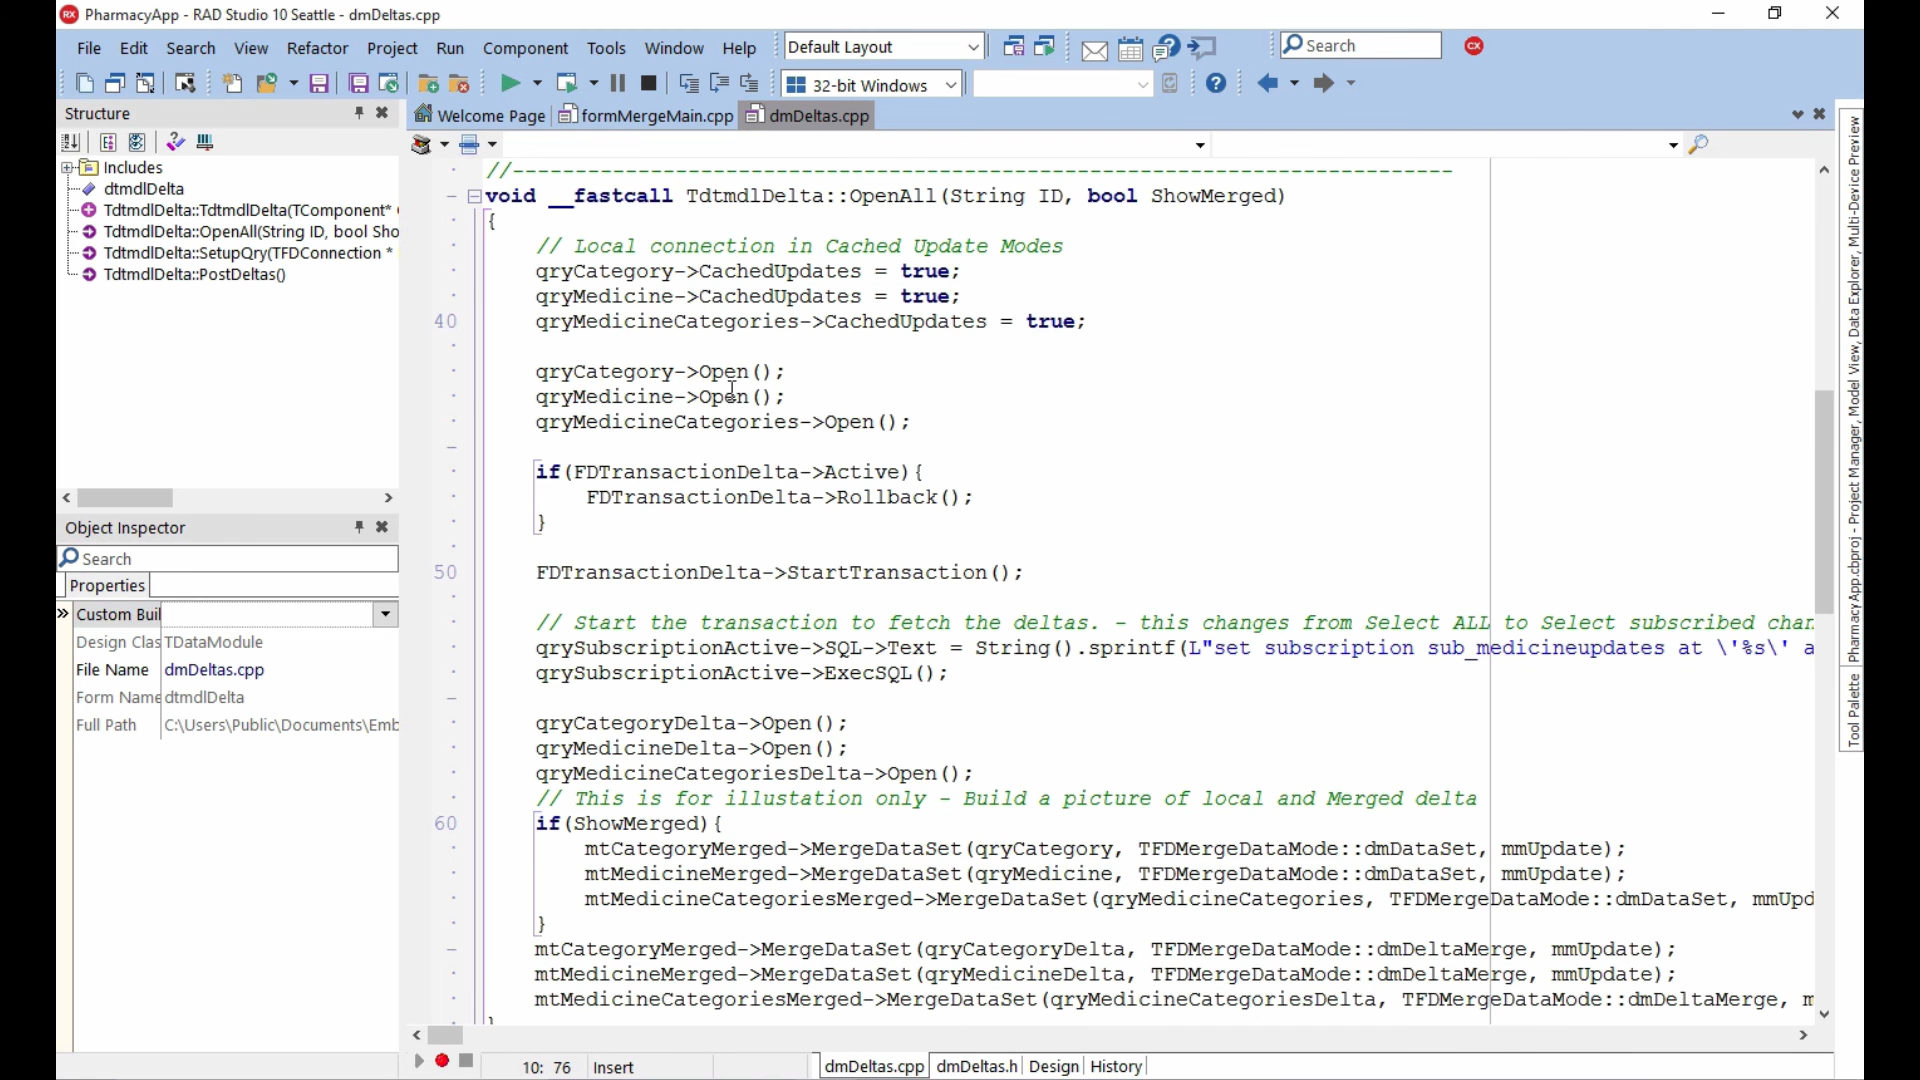 PharmacyApp - RAD Studio 10 Seattle - dmDeltas.cpp
File Edit Search View Refactor Project Run Component Tools Window Help
Default Layout
Search
32-bit Windows
Structure
Welcome Page
formMergeMain.cpp
dmDeltas.cpp
Includes
dtmdlDelta
TdtmdlDelta::TdtmdlDelta(TComponent*
TdtmdlDelta::OpenAll(String ID, bool Sho
TdtmdlDelta::SetupQry(TFDConnection *
TdtmdlDelta::PostDeltas()
Object Inspector
Search
Properties
Custom Buil
Design Clas TDataModule
File Name dmDeltas.cpp
Form Name dtmdlDelta
Full Path C:\Users\Public\Documents\Emb
//---------------------------------------------------------------------------
void __fastcall TdtmdlDelta::OpenAll(String ID, bool ShowMerged)
{
// Local connection in Cached Update Modes
qryCategory->CachedUpdates = true;
qryMedicine->CachedUpdates = true;
40 qryMedicineCategories->CachedUpdates = true;
qryCategory->Open();
qryMedicine->Open();
qryMedicineCategories->Open();
if(FDTransactionDelta->Active){
FDTransactionDelta->Rollback();
}
50 FDTransactionDelta->StartTransaction();
// Start the transaction to fetch the deltas. - this changes from Select ALL to Select subscribed chan
qrySubscriptionActive->SQL->Text = String().sprintf(L"set subscription sub_medicineupdates at \'%s\' a
qrySubscriptionActive->ExecSQL();
qryCategoryDelta->Open();
qryMedicineDelta->Open();
qryMedicineCategoriesDelta->Open();
// This is for illustation only - Build a picture of local and Merged delta
60 if(ShowMerged){
mtCategoryMerged->MergeDataSet(qryCategory, TFDMergeDataMode::dmDataSet, mmUpdate);
mtMedicineMerged->MergeDataSet(qryMedicine, TFDMergeDataMode::dmDataSet, mmUpdate);
mtMedicineCategoriesMerged->MergeDataSet(qryMedicineCategories, TFDMergeDataMode::dmDataSet, mmUpd
}
mtCategoryMerged->MergeDataSet(qryCategoryDelta, TFDMergeDataMode::dmDeltaMerge, mmUpdate);
mtMedicineMerged->MergeDataSet(qryMedicineDelta, TFDMergeDataMode::dmDeltaMerge, mmUpdate);
mtMedicineCategoriesMerged->MergeDataSet(qryMedicineCategoriesDelta, TFDMergeDataMode::dmDeltaMerge, m
10: 76 Insert
dmDeltas.cpp dmDeltas.h Design History
PharmacyApp.cbproj - Project Manager, Model View, Data Explorer, Multi-Device Preview
Tool Palette